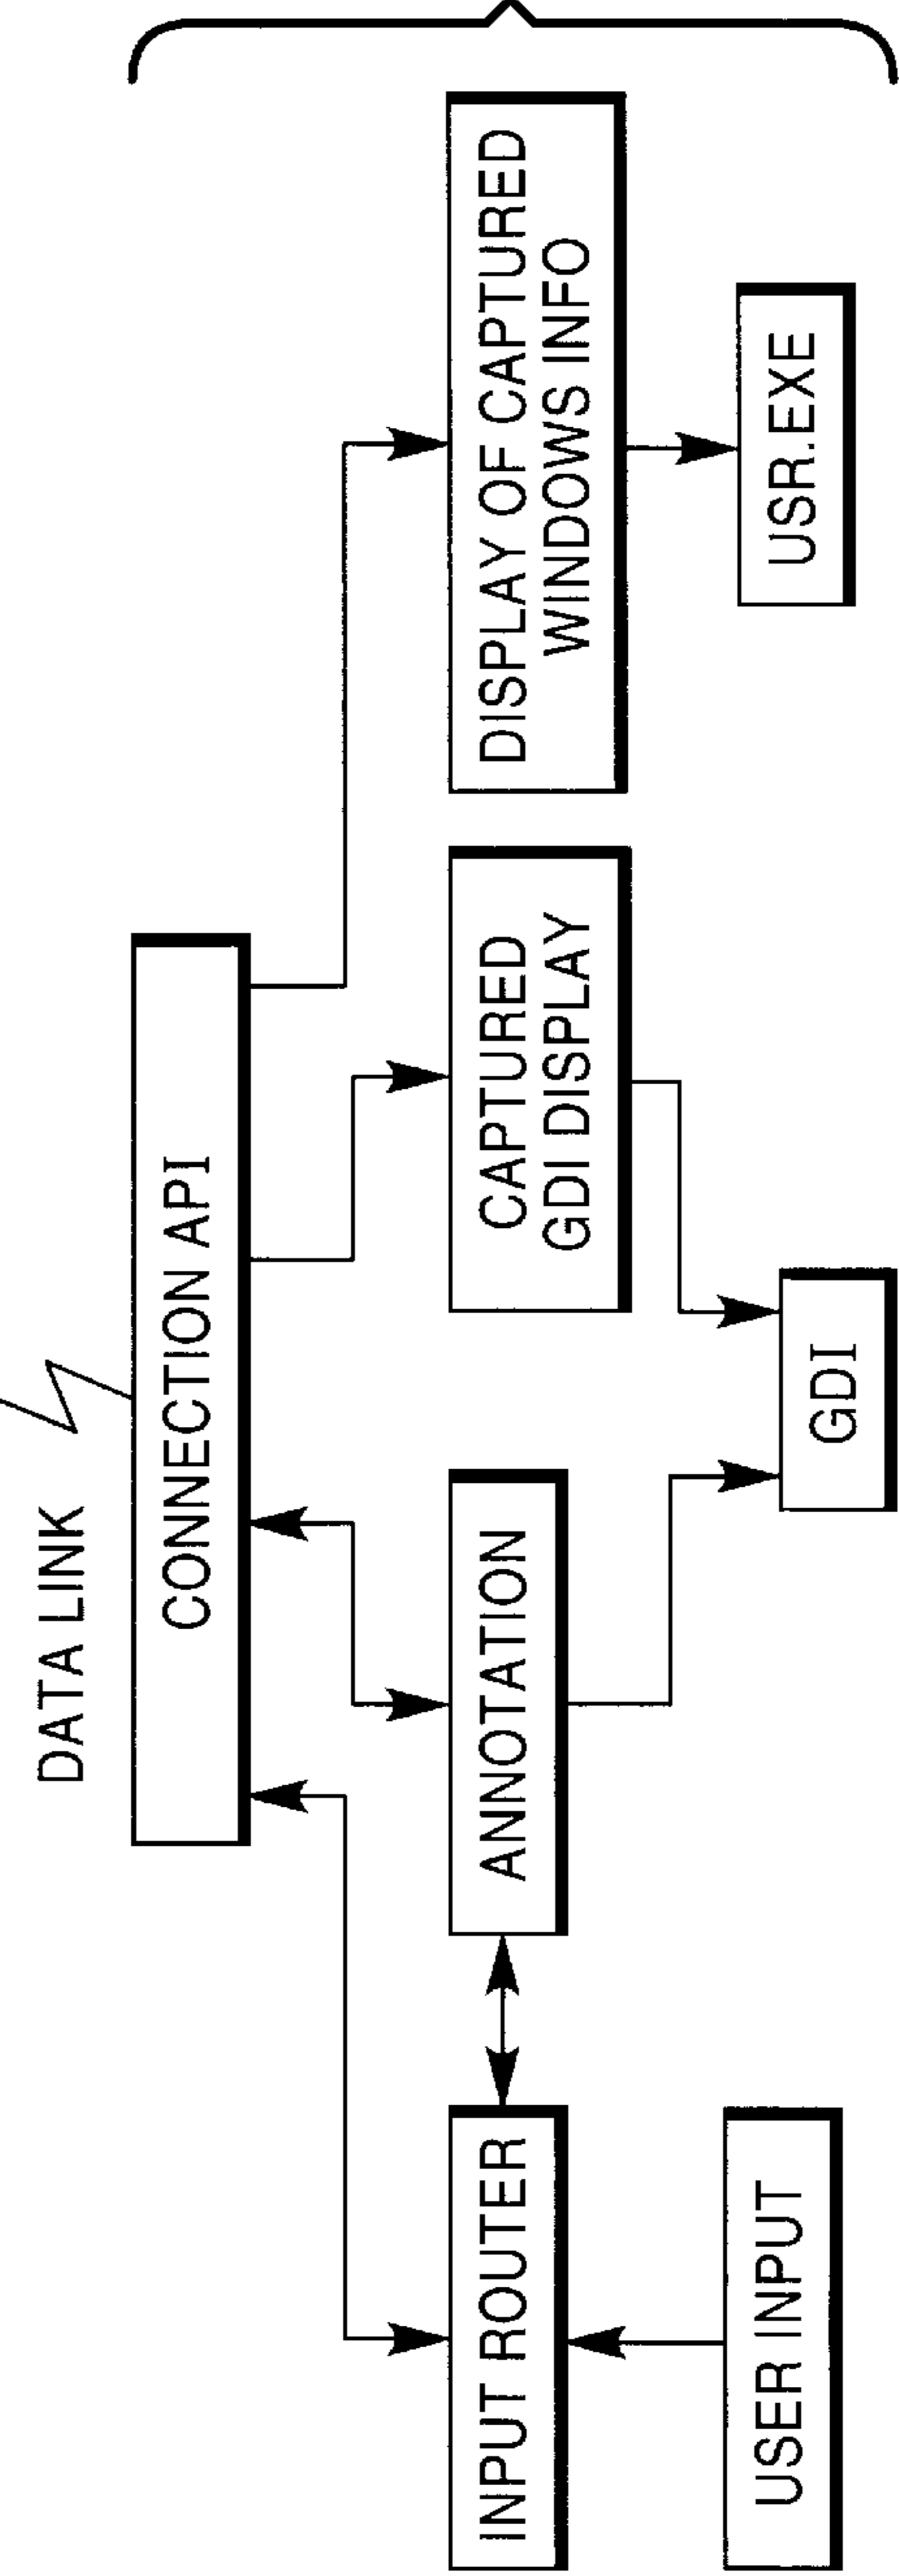 DATA LINK
CONNECTION API
INPUT ROUTER
ANNOTATION
CAPTURED
GDI DISPLAY
DISPLAY OF CAPTURED
WINDOWS INFO
USER INPUT
GDI
USR.EXE